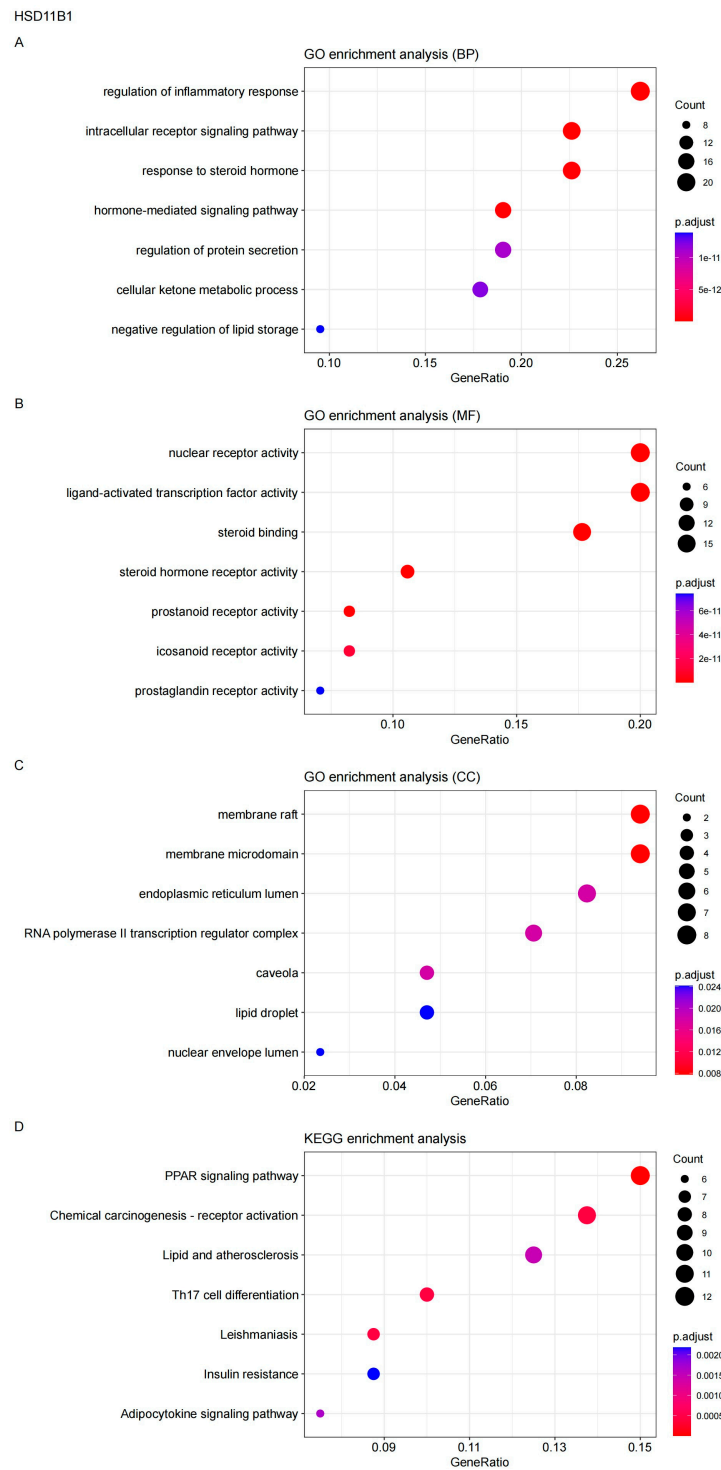 HSD11B1
A
GO enrichment analysis (BP)
regulation of inflammatory response
intracellular receptor signaling pathway
response to steroid hormone
hormone-mediated signaling pathway
regulation of protein secretion
cellular ketone metabolic process
negative regulation of lipid storage
0.10 0.15 0.20 0.25
GeneRatio
Count
8
12
16
20
p.adjust
1e-11
5e-12
B
GO enrichment analysis (MF)
nuclear receptor activity
ligand-activated transcription factor activity
steroid binding
steroid hormone receptor activity
prostanoid receptor activity
icosanoid receptor activity
prostaglandin receptor activity
0.10 0.15 0.20
GeneRatio
Count
6
9
12
15
p.adjust
6e-11
4e-11
2e-11
C
GO enrichment analysis (CC)
membrane raft
membrane microdomain
endoplasmic reticulum lumen
RNA polymerase II transcription regulator complex
caveola
lipid droplet
nuclear envelope lumen
0.02 0.04 0.06 0.08
GeneRatio
Count
2
3
4
5
6
7
8
p.adjust
0.024
0.020
0.016
0.012
0.008
D
KEGG enrichment analysis
PPAR signaling pathway
Chemical carcinogenesis - receptor activation
Lipid and atherosclerosis
Th17 cell differentiation
Leishmaniasis
Insulin resistance
Adipocytokine signaling pathway
0.09 0.11 0.13 0.15
GeneRatio
Count
6
7
8
9
10
11
12
p.adjust
0.0020
0.0015
0.0010
0.0005